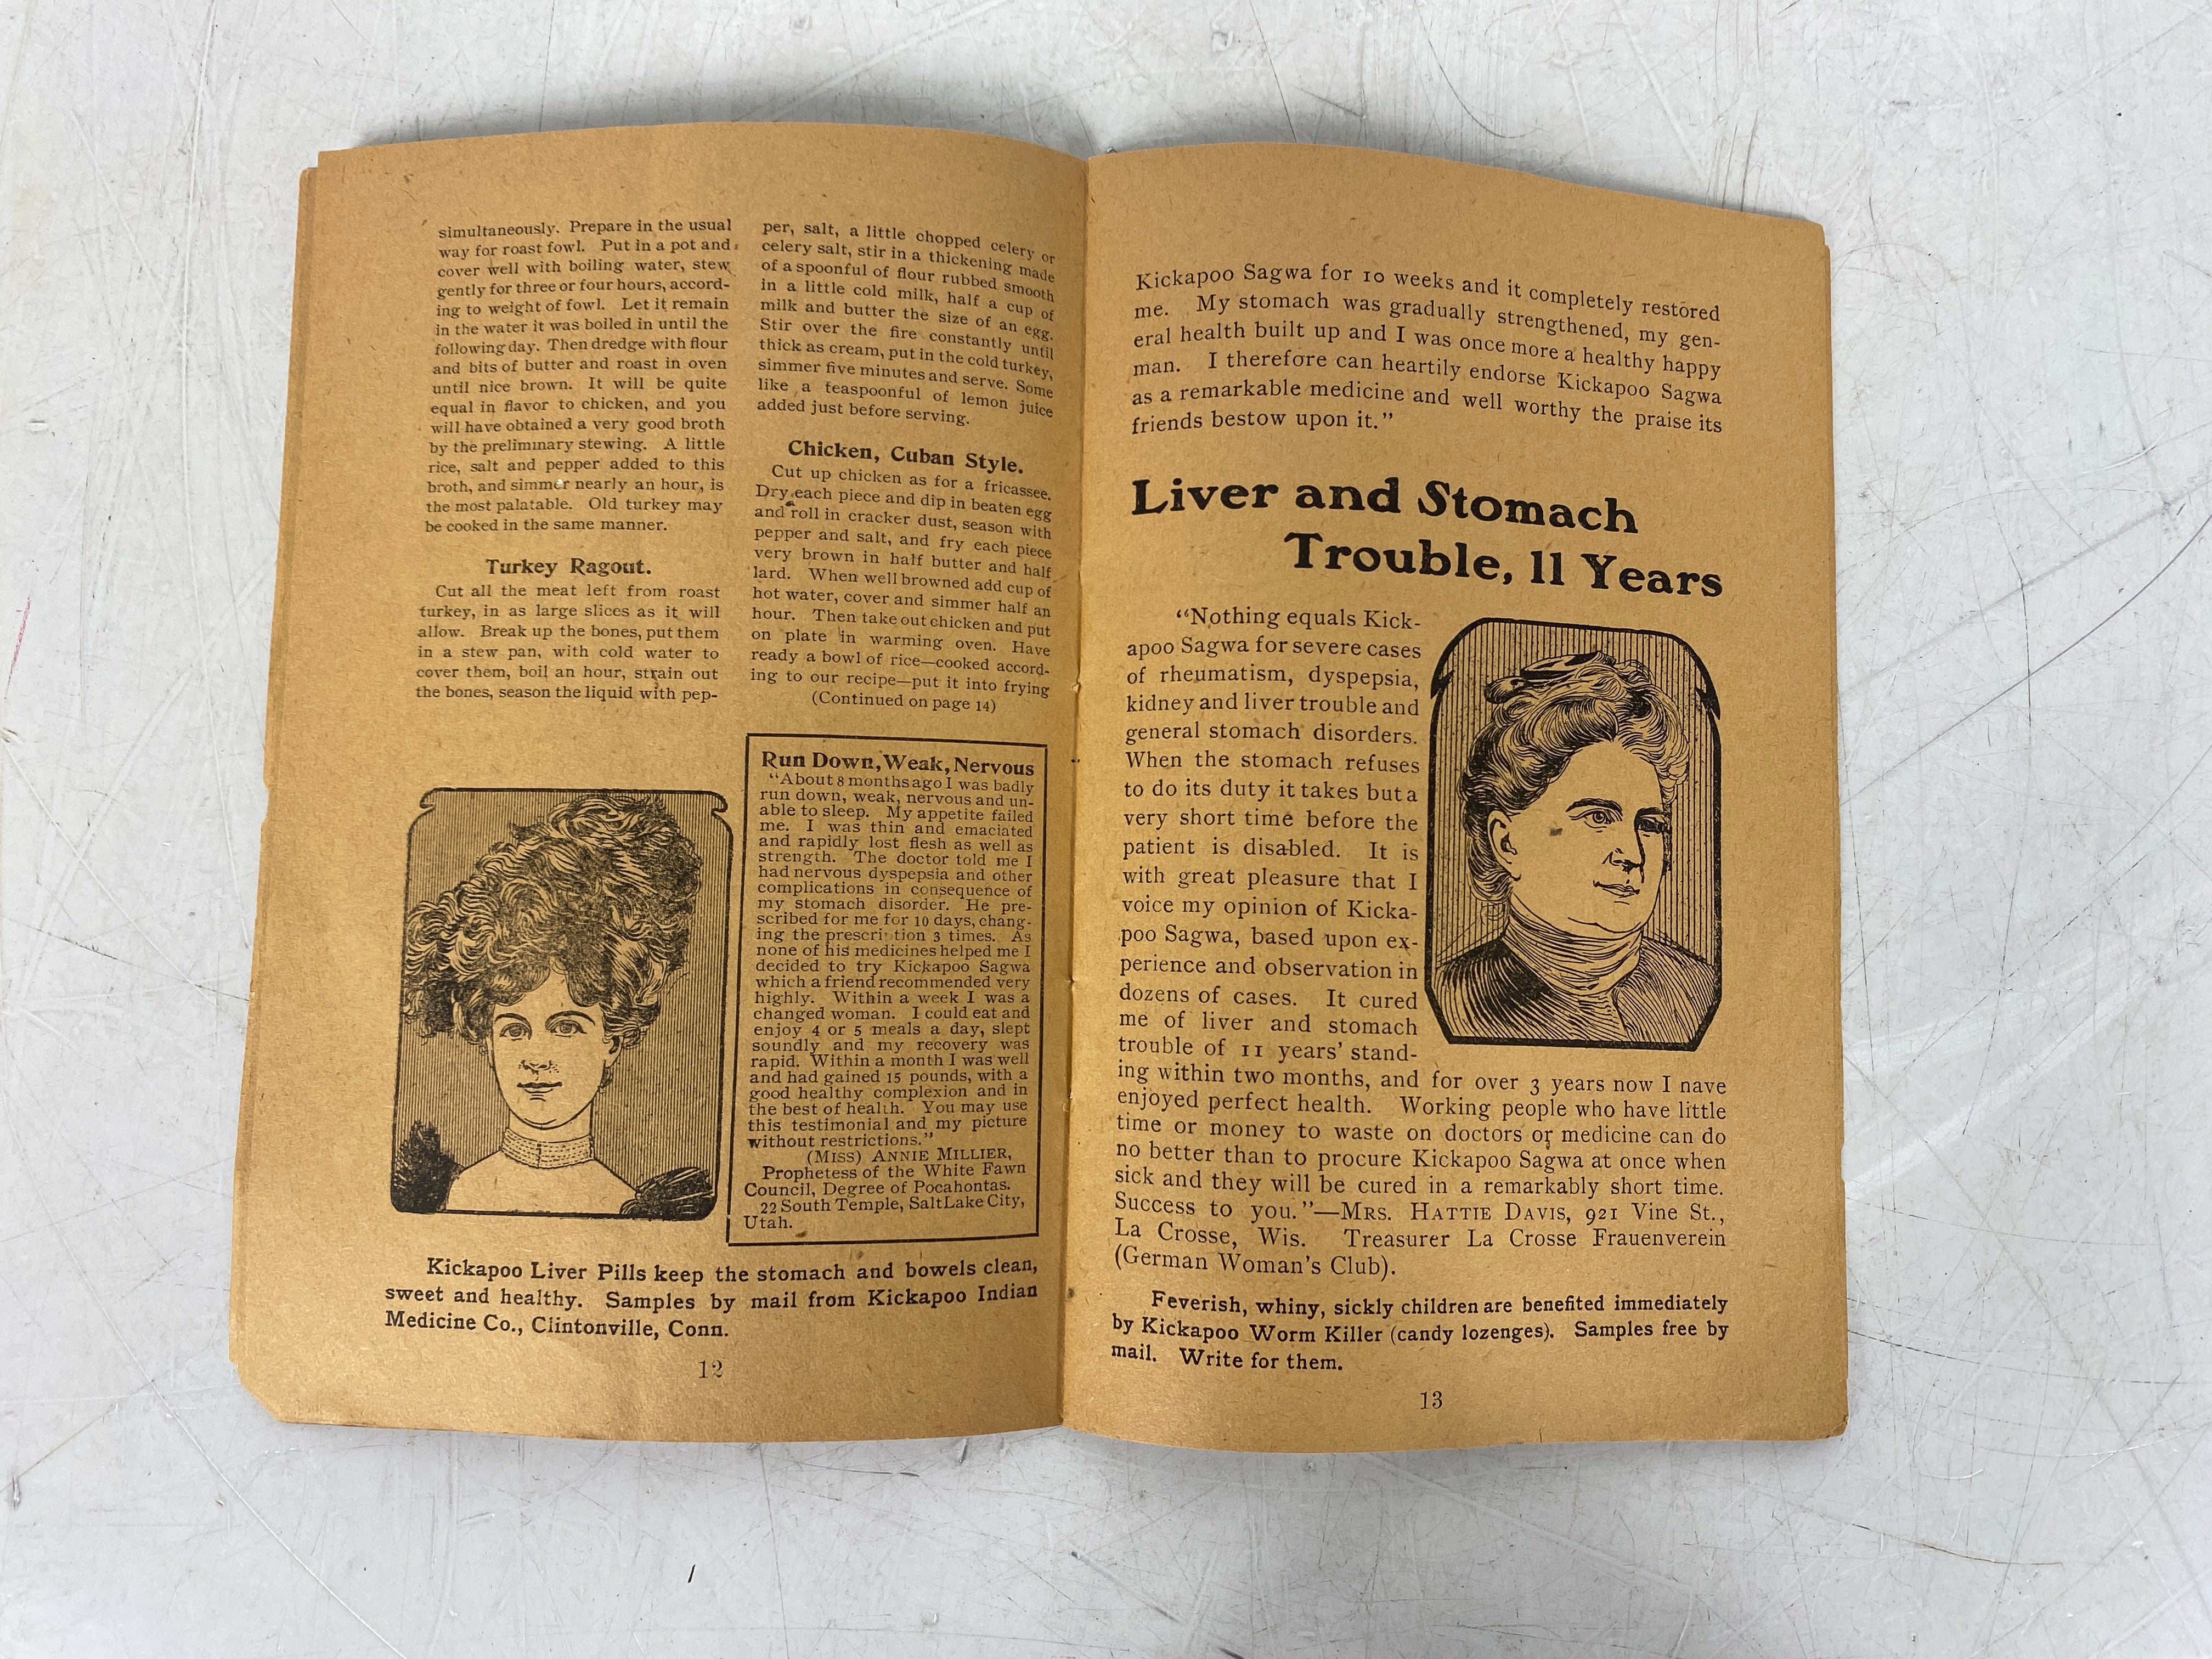 simultaneously. Prepare in the usual
way for roast fowl. Put in a pot and
cover well with boiling water, stew
gently for three or four hours, accord-
ing to weight of fowl. Let it remain
in the water it was boiled in until the
following day. Then dredge with flour
and bits of butter and roast in oven
until nice brown. It will be quite
equal in flavor to chicken, and you
will have obtained a very good broth
by the preliminary stewing. A little
rice, salt and pepper added to this
broth, and simmer nearly an hour, is
the most palatable. Old turkey may
be cooked in the same manner.
Turkey Ragout.
Cut all the meat left from roast
turkey, in as large slices as it will
allow. Break up the bones, put them
in a stew pan, with cold water to
cover them, boil an hour, strain out
the bones, season the liquid with pep-
per, salt, a little chopped celery or
celery salt, stir in a thickening made
of a spoonful of flour rubbed smooth
in a little cold milk, half a cup of
milk and butter the size of an egg.
Stir over the fire constantly until
thick as cream, put in the cold turkey,
simmer five minutes and serve. Some
like a teaspoonful of lemon juice
added just before serving.
Chicken, Cuban Style.
Cut up chicken as for a fricassee.
Dry each piece and dip in beaten egg
and roll in cracker dust, season with
pepper and salt, and fry each piece
very brown in half butter and half
lard. When well browned add cup of
hot water, cover and simmer half an
hour. Then take out chicken and put
on plate in warming oven. Have
ready a bowl of rice—cooked accord-
ing to our recipe—put it into frying
(Continued on page 14)
Run Down, Weak, Nervous
"About 8 months ago I was badly
run down, weak, nervous and un-
able to sleep. My appetite failed
me. I was thin and emaciated
and rapidly lost flesh as well as
strength. The doctor told me I
had nervous dyspepsia and other
complications in consequence of
my stomach disorder. He pre-
scribed for me for 10 days, chang-
ing the prescription 3 times. As
none of his medicines helped me I
decided to try Kickapoo Sagwa
which a friend recommended very
highly. Within a week I was a
changed woman. I could eat and
enjoy 4 or 5 meals a day, slept
soundly and my recovery was
rapid. Within a month I was well
and had gained 15 pounds, with a
good healthy complexion and in
the best of health. You may use
this testimonial and my picture
without restrictions."
(MISS) ANNIE MILLIER,
Prophetess of the White Fawn
Council, Degree of Pocahontas.
22 South Temple, Salt Lake City,
Utah.
Kickapoo Liver Pills keep the stomach and bowels clean,
sweet and healthy. Samples by mail from Kickapoo Indian
Medicine Co., Clintonville, Conn.
12
Kickapoo Sagwa for 10 weeks and it completely restored
me. My stomach was gradually strengthened, my gen-
eral health built up and I was once more a healthy happy
man. I therefore can heartily endorse Kickapoo Sagwa
as a remarkable medicine and well worthy the praise its
friends bestow upon it."
Liver and Stomach
Trouble, 11 Years
"Nothing equals Kick-
apoo Sagwa for severe cases
of rheumatism, dyspepsia,
kidney and liver trouble and
general stomach disorders.
When the stomach refuses
to do its duty it takes but a
very short time before the
patient is disabled. It is
with great pleasure that I
voice my opinion of Kicka-
poo Sagwa, based upon ex-
perience and observation in
dozens of cases. It cured
me of liver and stomach
trouble of 11 years' stand-
ing within two months, and for over 3 years now I have
enjoyed perfect health. Working people who have little
time or money to waste on doctors or medicine can do
no better than to procure Kickapoo Sagwa at once when
sick and they will be cured in a remarkably short time.
Success to you."—MRS. HATTIE DAVIS, 921 Vine St.,
La Crosse, Wis. Treasurer La Crosse Frauenverein
(German Woman's Club).
Feverish, whiny, sickly children are benefited immediately
by Kickapoo Worm Killer (candy lozenges). Samples free by
mail. Write for them.
13